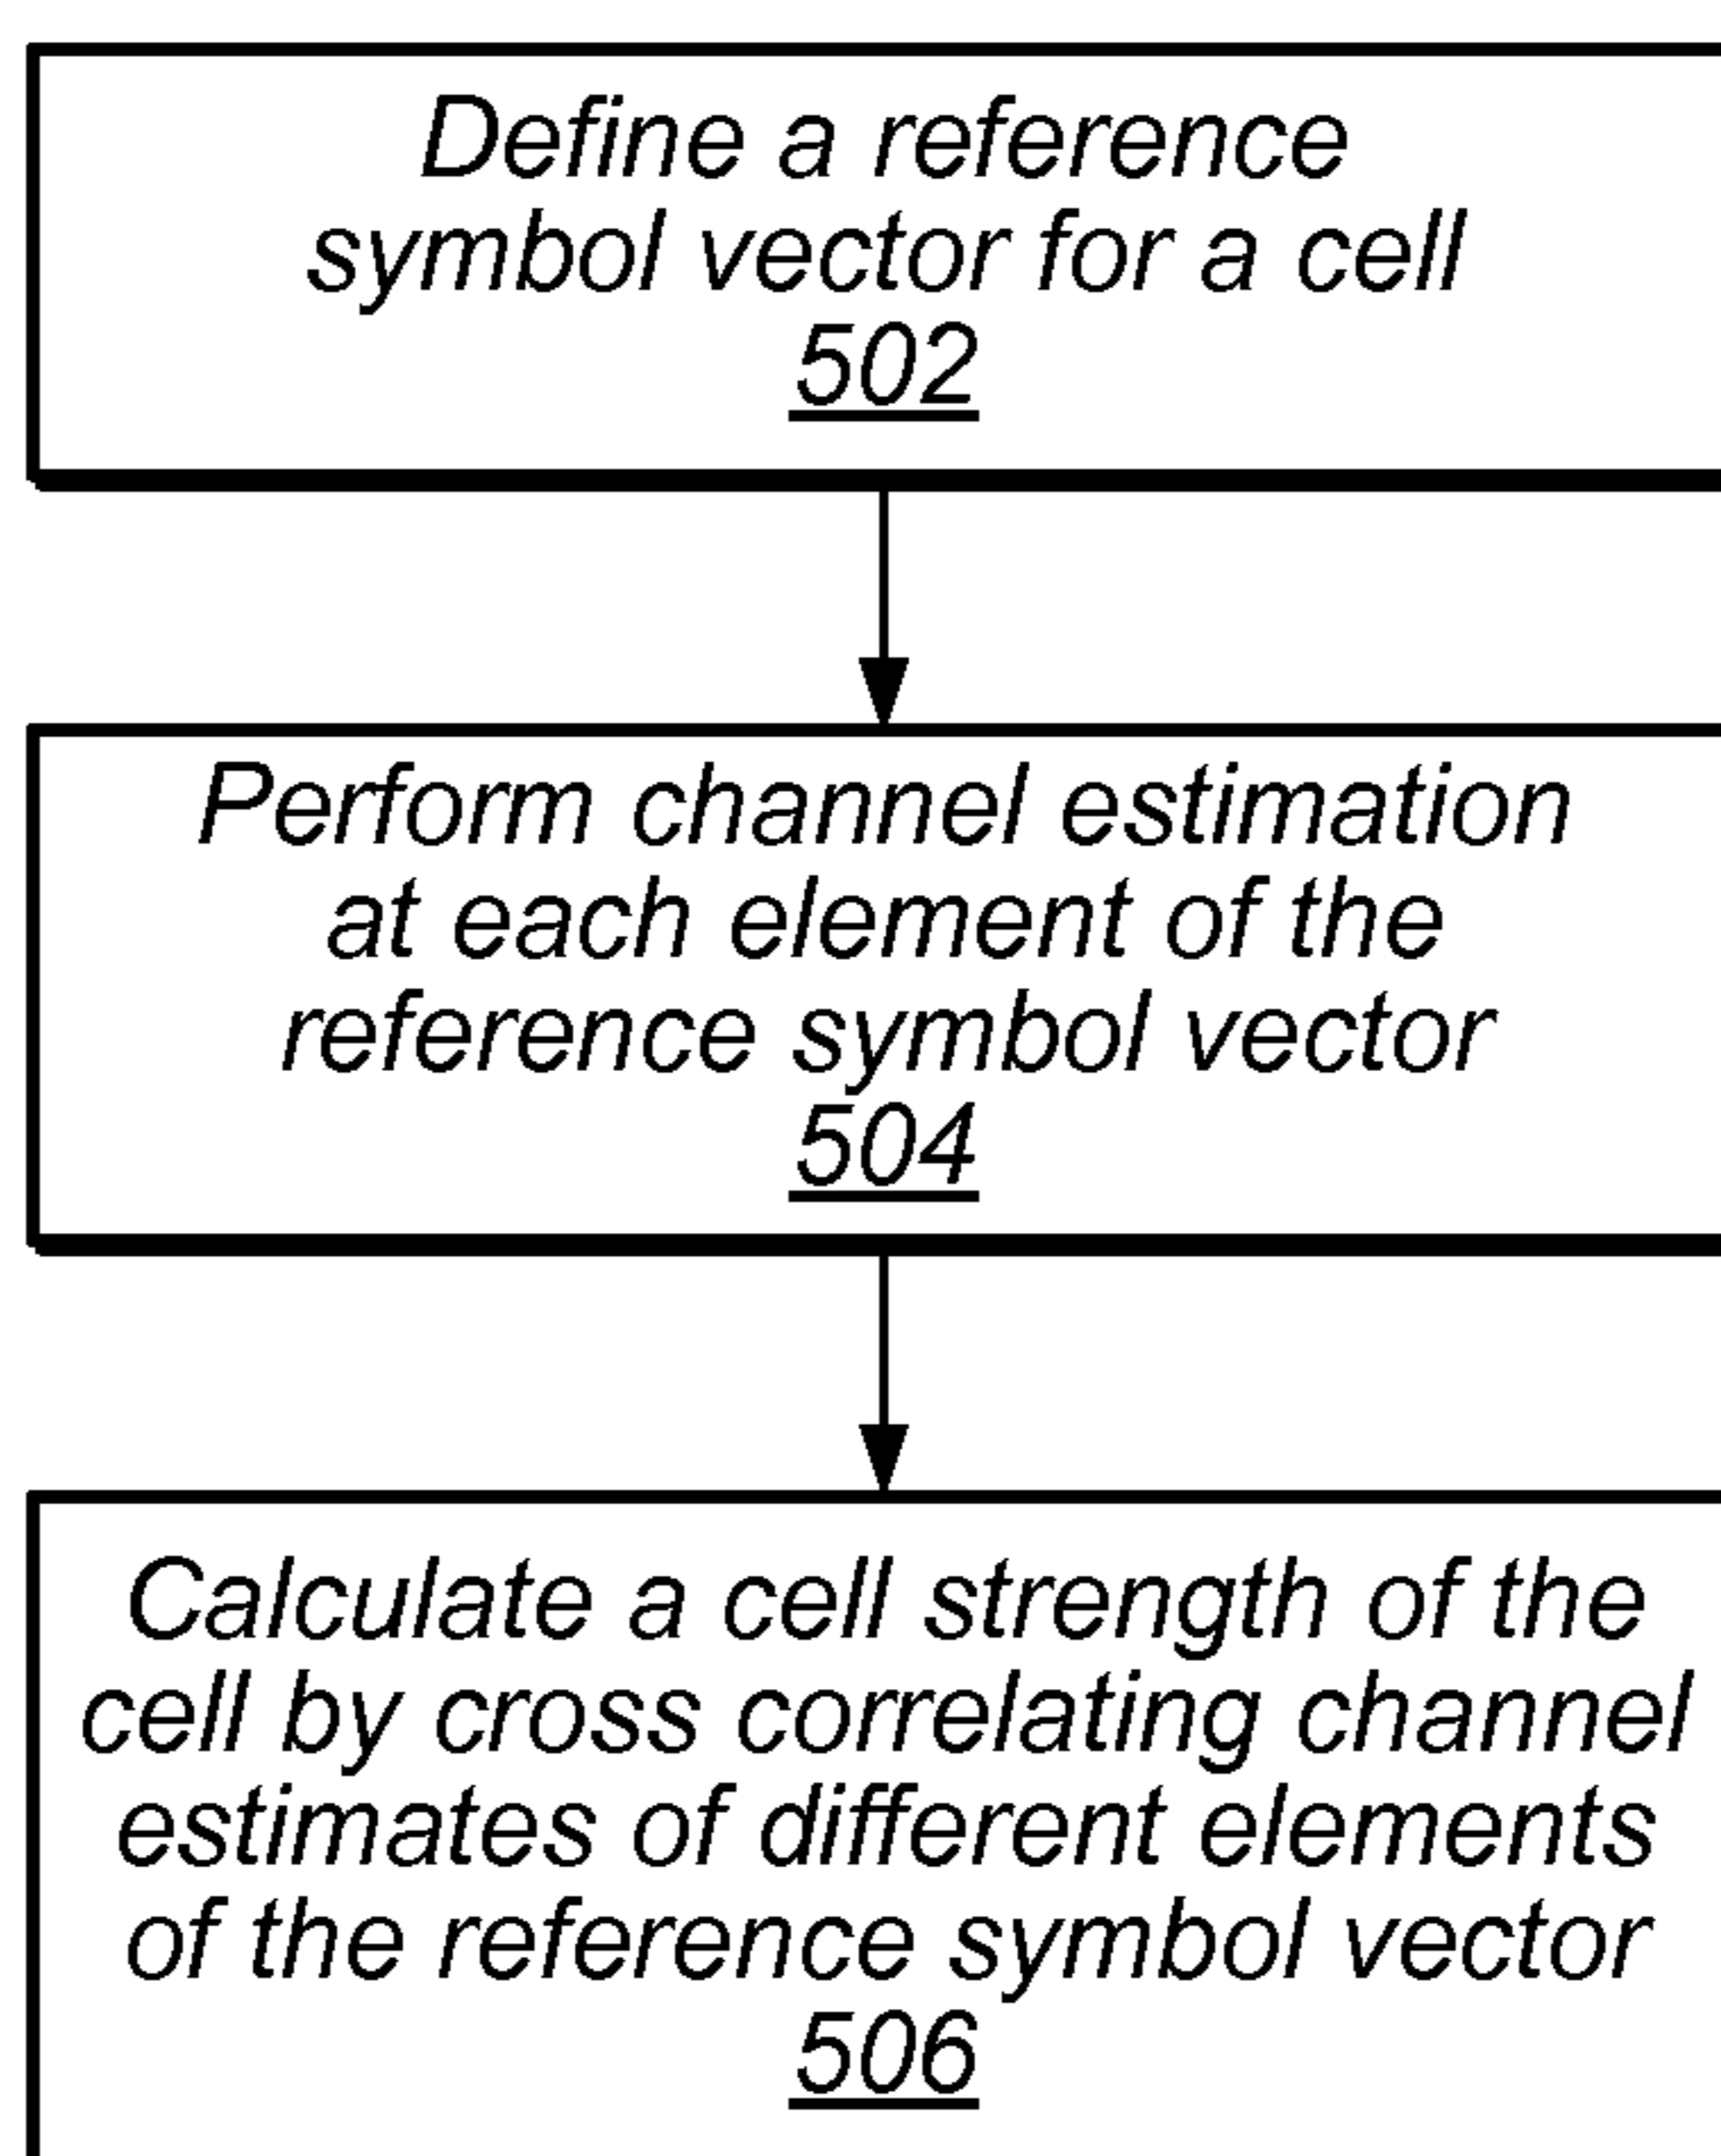 Define a reference
symbol vector for a cell
502
Perform channel estimation
at each element of the
reference symbol vector
504
Calculate a cell strength of the
cell by cross correlating channel
estimates of different elements
of the reference symbol vector
506